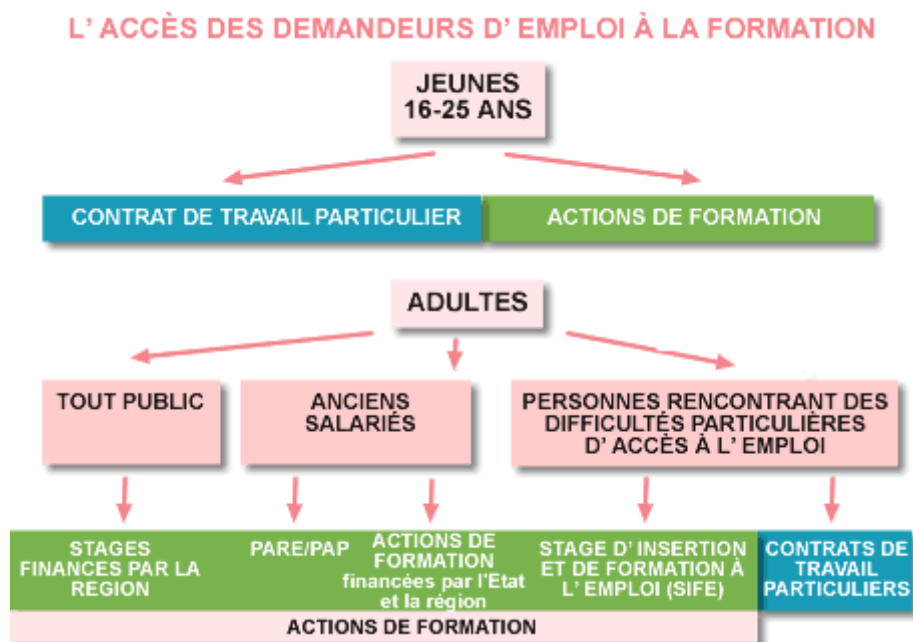 L' ACCÈS DES DEMANDEURS D' EMPLOI À LA FORMATION
JEUNES
16-25 ANS
CONTRAT DE TRAVAIL PARTICULIER
ACTIONS DE FORMATION
ADULTES
TOUT PUBLIC
ANCIENS
SALARIÉS
PERSONNES RENCONTRANT DES
DIFFICULTÉS PARTICULIÈRES
D' ACCÈS À L' EMPLOI
STAGES
FINANCES PAR LA
REGION
PARE/PAP
ACTIONS DE
FORMATION
financées par l'Etat
et la région
STAGE D' INSERTION
ET DE FORMATION À
L' EMPLOI (SIFE)
CONTRATS DE
TRAVAIL
PARTICULIERS
ACTIONS DE FORMATION